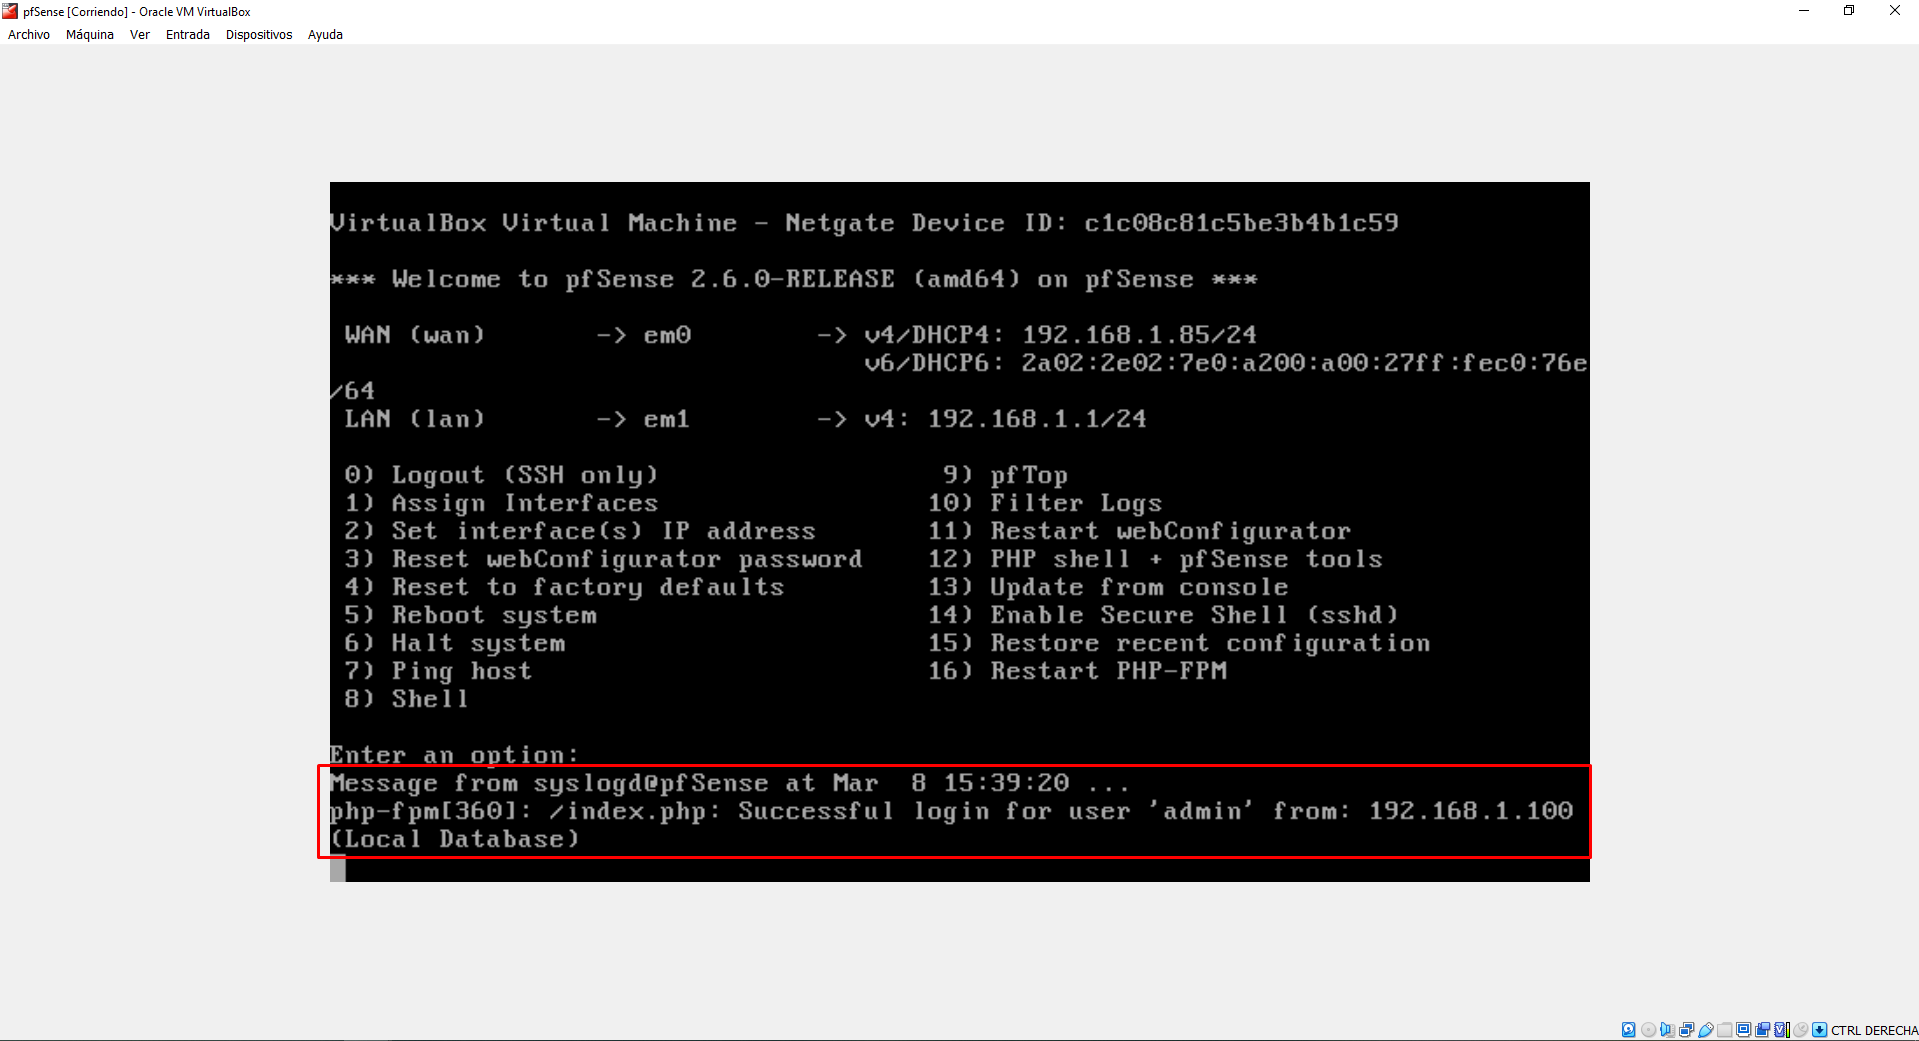 pfSense [Corriendo] - Oracle VM VirtualBox
Archivo Máquina Ver Entrada Dispositivos Ayuda
VirtualBox Virtual Machine - Netgate Device ID: c1c08c81c5be3b4b1c59
*** Welcome to pfSense 2.6.0-RELEASE (amd64) on pfSense ***
WAN (wan) -> em0 -> v4/DHCP4: 192.168.1.85/24
v6/DHCP6: 2a02:2e02:7e0:a200:a00:27ff:fec0:76e
/64
LAN (lan) -> em1 -> v4: 192.168.1.1/24
0) Logout (SSH only) 9) pfTop
1) Assign Interfaces 10) Filter Logs
2) Set interface(s) IP address 11) Restart webConfigurator
3) Reset webConfigurator password 12) PHP shell + pfSense tools
4) Reset to factory defaults 13) Update from console
5) Reboot system 14) Enable Secure Shell (sshd)
6) Halt system 15) Restore recent configuration
7) Ping host 16) Restart PHP-FPM
8) Shell
Enter an option:
Message from syslogd@pfSense at Mar  8 15:39:20 ...
php-fpm[360]: /index.php: Successful login for user 'admin' from: 192.168.1.100
(Local Database)
CTRL DERECHA